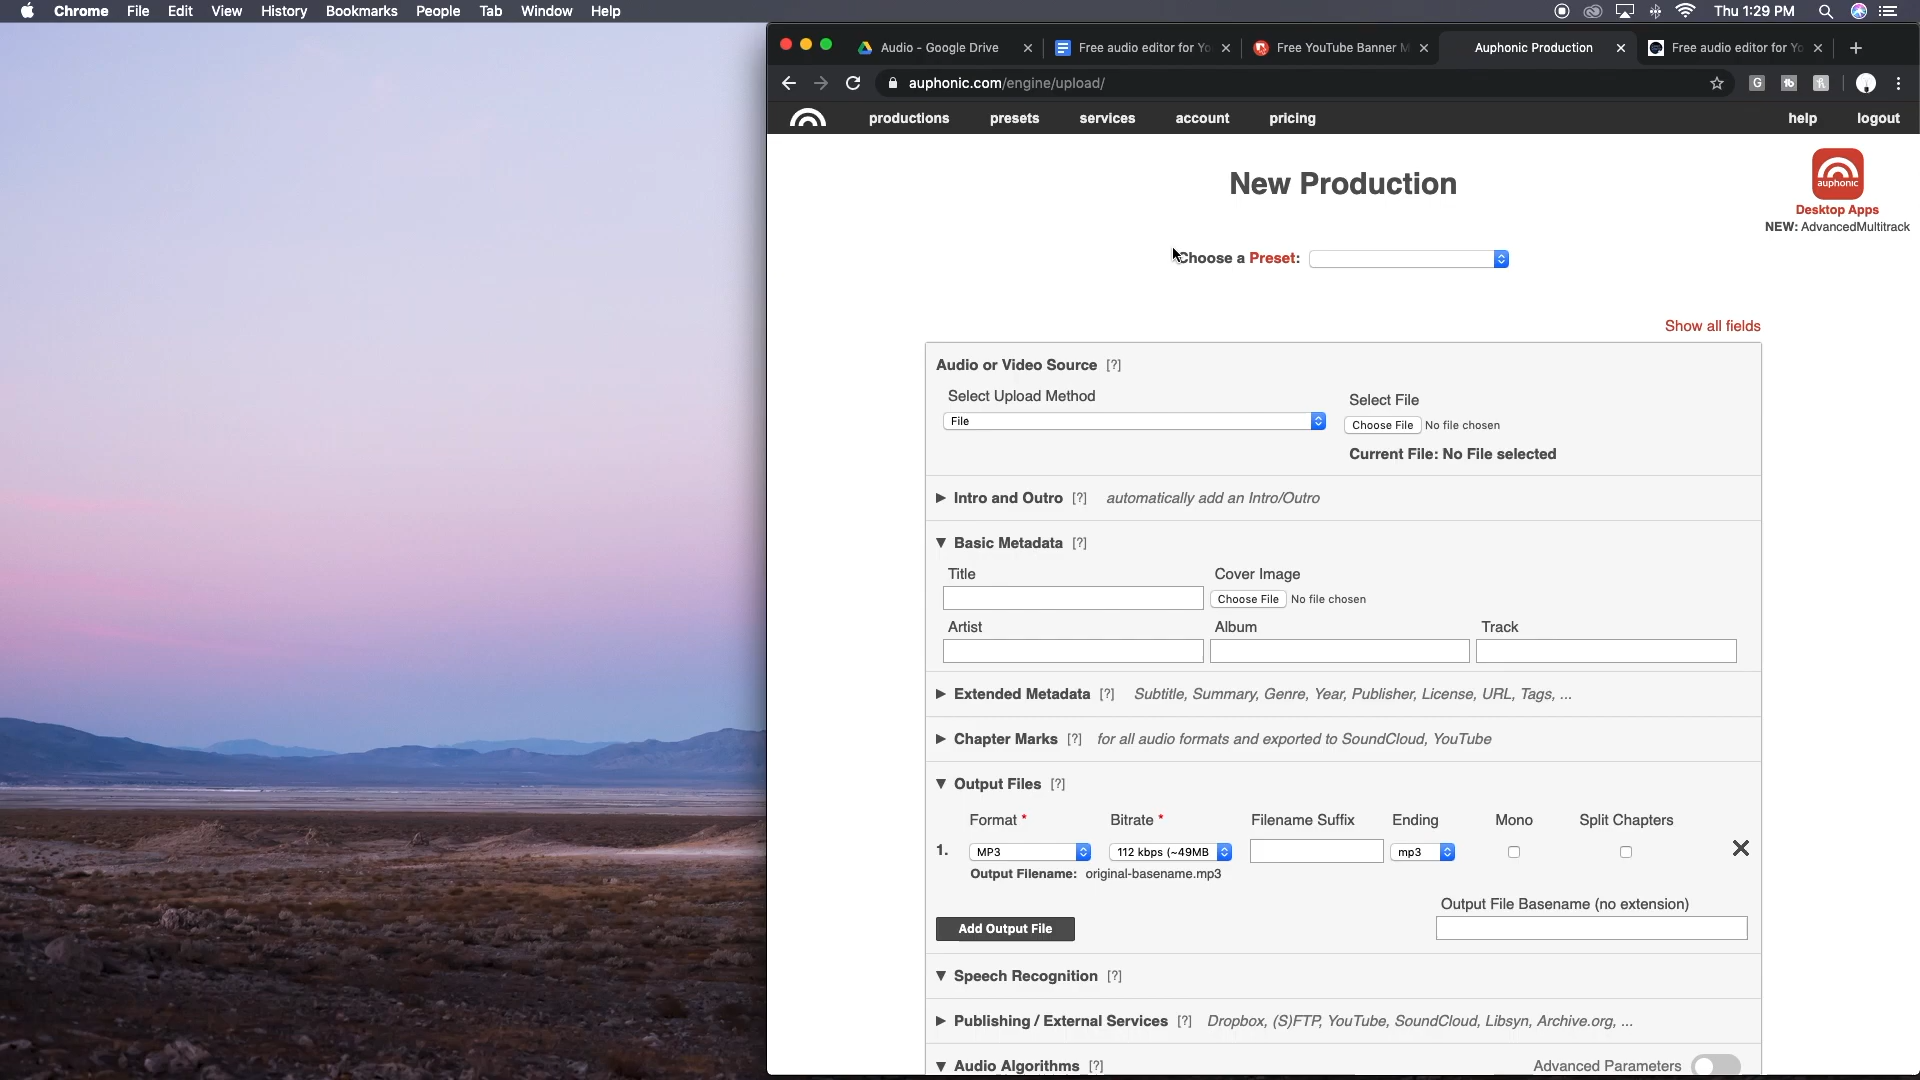 Chrome File Edit View History Bookmarks People Tab Window Help Thu 1:29 PM
Audio - Google Drive Free audio editor for Yo Free YouTube Banner M Auphonic Production Free audio editor for Yo
auphonic.com/engine/upload/
productions presets services account pricing help logout
New Production
auphonic
Desktop Apps
NEW: AdvancedMultitrack
Choose a Preset:
Show all fields
Audio or Video Source [?]
Select Upload Method
File
Select File
Choose File No file chosen
Current File: No File selected
▶ Intro and Outro [?] automatically add an Intro/Outro
▼ Basic Metadata [?]
Title Cover Image
Choose File No file chosen
Artist Album Track
▶ Extended Metadata [?] Subtitle, Summary, Genre, Year, Publisher, License, URL, Tags, ...
▶ Chapter Marks [?] for all audio formats and exported to SoundCloud, YouTube
▼ Output Files [?]
Format * Bitrate * Filename Suffix Ending Mono Split Chapters
1. MP3 112 kbps (~49MB mp3
Output Filename: original-basename.mp3
Output File Basename (no extension)
Add Output File
▼ Speech Recognition [?]
▶ Publishing / External Services [?] Dropbox, (S)FTP, YouTube, SoundCloud, Libsyn, Archive.org, ...
▼ Audio Algorithms [?] Advanced Parameters